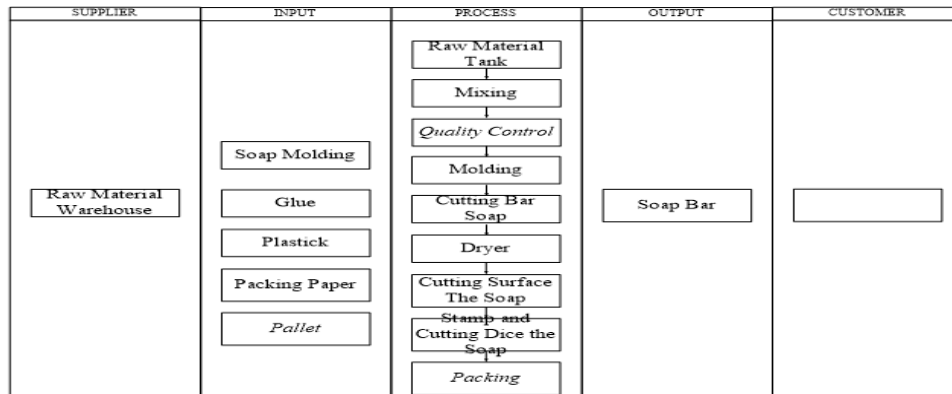 SUPPLIER
INPUT
PROCESS
OUTPUT
CUSTOMER
Raw Material
Warehouse
Soap Molding
Glue
Plastick
Packing Paper
Pallet
Raw Material
Tank
Mixing
Quality Control
Molding
Cutting Bar
Soap
Dryer
Cutting Surface
The Soap
Stamp and
Cutting Dice the
Soap
Packing
Soap Bar